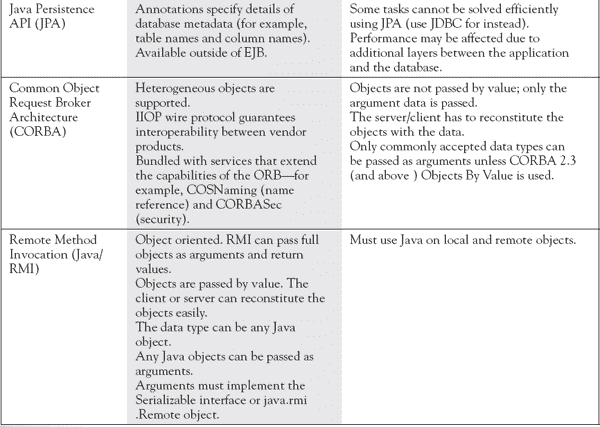 Java Persistence
API (JPA)
Annotations specify details of
database metadata (for example,
table names and column names).
Available outside of EJB.
Some tasks cannot be solved efficiently
using JPA (use JDBC for instead).
Performance may be affected due to
additional layers between the application
and the database.
Common Object
Request Broker
Architecture
(CORBA)
Heterogeneous objects are
supported.
IIOP wire protocol guarantees
interoperability between vendor
products.
Bundled with services that extend
the capabilities of the ORB—for
example, COSNaming (name
reference) and CORBASec
(security).
Objects are not passed by value; only the
argument data is passed.
The server/client has to reconstitute the
objects with the data.
Only commonly accepted data types can
be passed as arguments unless CORBA 2.3
(and above ) Objects By Value is used.
Remote Method
Invocation (Java/
RMI)
Object oriented. RMI can pass full
objects as arguments and return
values.
Objects are passed by value. The
client or server can reconstitute the
objects easily.
The data type can be any Java
object.
Any Java objects can be passed as
arguments.
Arguments must implement the
Serializable interface or java.rmi
.Remote object.
Must use Java on local and remote objects.